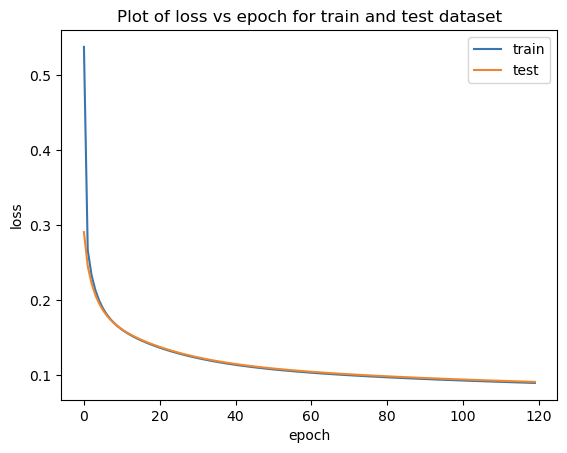 Plot of loss vs epoch for train and test dataset
train
test
0.5
0.4
0.3
0.2
0.1
loss
0
20
40
60
80
100
120
epoch